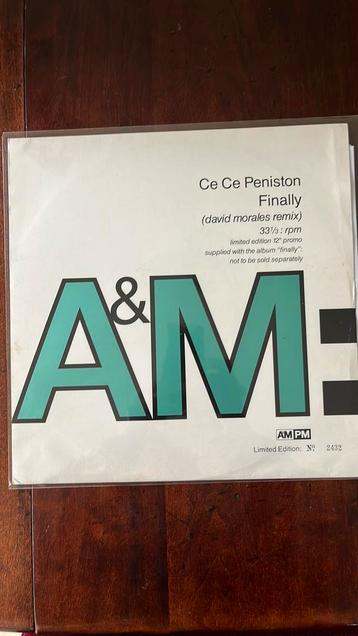 Ce Ce Peniston
Finally
(david morales remix)
33⅓ : rpm
limited edition 12" promo
supplied with the album "finally":
not to be sold separately
A&M:
AM PM
Limited Edition: Nº 2432